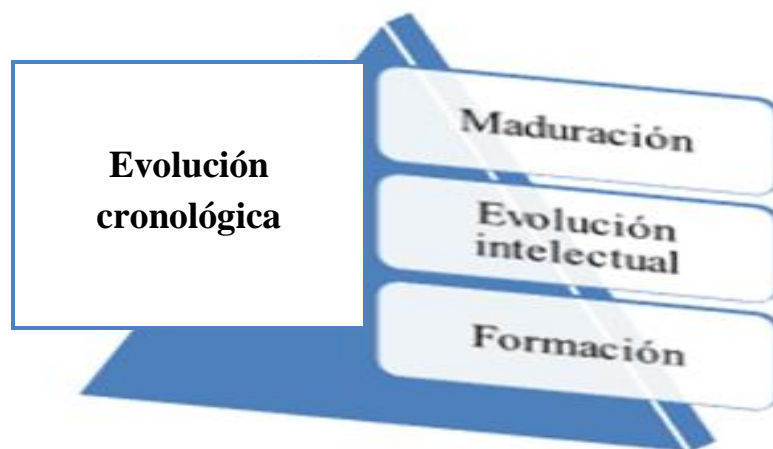 Evolución
cronológica
Maduración
Evolución
intelectual
Formación